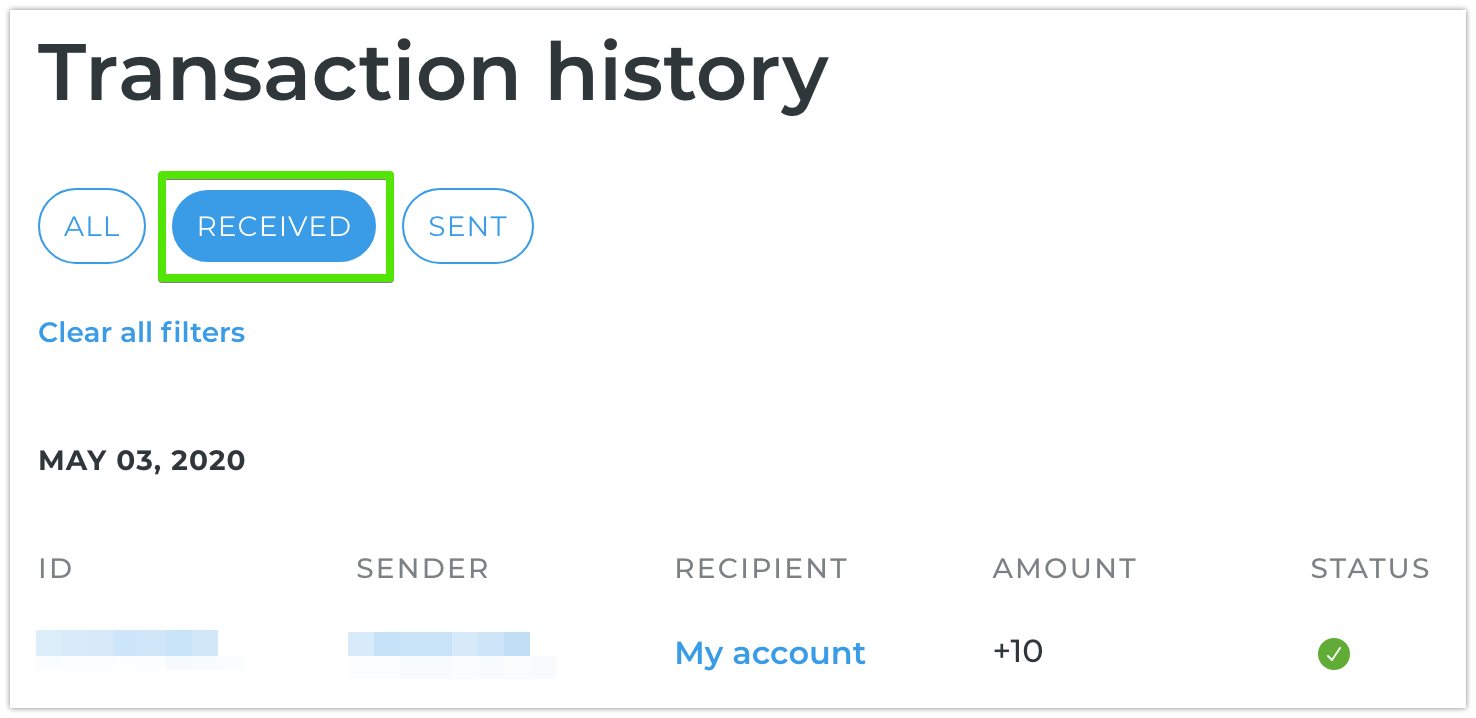 Transaction history
ALL RECEIVED SENT
Clear all filters
MAY 03, 2020
ID SENDER RECIPIENT AMOUNT STATUS
My account +10